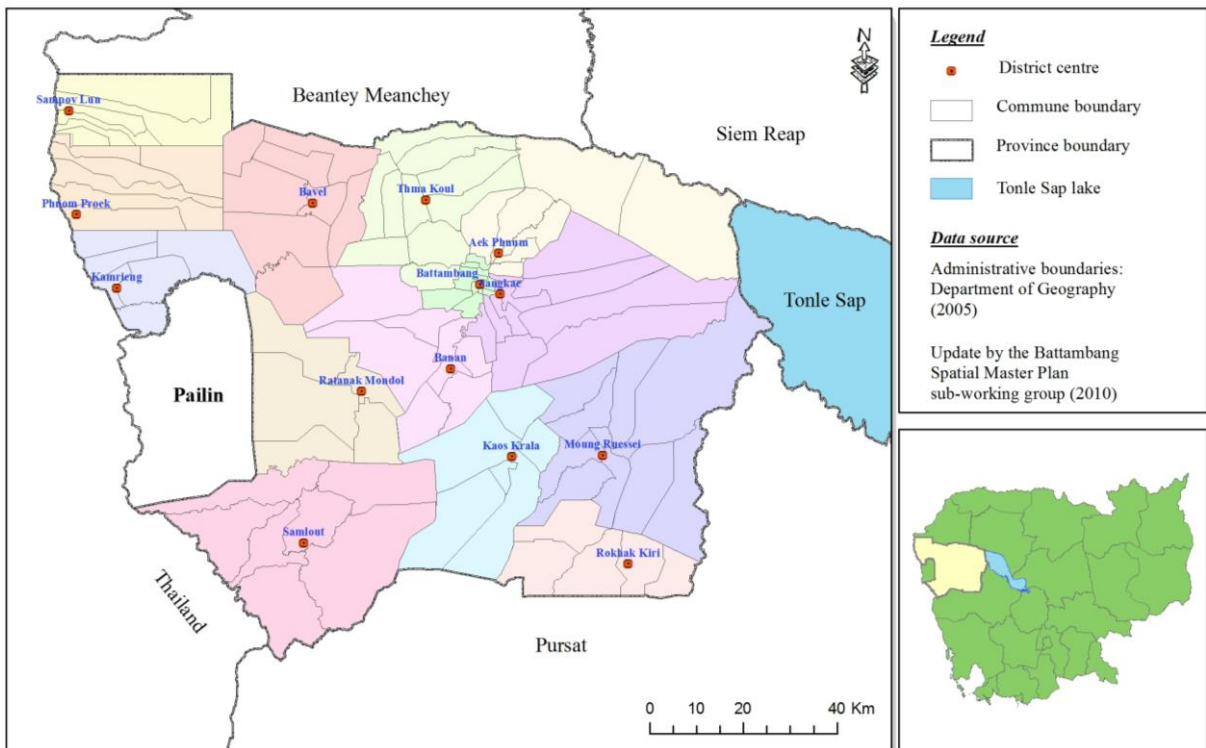 N
Beantey Meanchey
Siem Reap
Sampov Lun
Phnom Proek
Bavel
Thma Koul
Aek Phnum
Kamrieng
Battambang
Tonle Sap
Banan
Ratanak Mondol
Pailin
Kaos Krala
Moung Ruessei
Samlout
Rokhak Kiri
Thailand
Pursat
0 10 20 40 Km
Legend
District centre
Commune boundary
Province boundary
Tonle Sap lake
Data source
Administrative boundaries:
Department of Geography
(2005)
Update by the Battambang
Spatial Master Plan
sub-working group (2010)